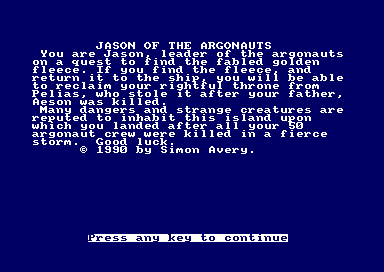 JASON OF THE ARGONAUTS
You are Jason, leader of the argonauts
on a quest to find the fabled golden
fleece. If you find the fleece, and
return it to the ship, you will be able
to reclaim your rightful throne from
Pelias, who stole it after your father,
Aeson was killed.
Many dangers and strange creatures are
reputed to inhabit this island upon
which you landed after all your 50
argonaut crew were killed in a fierce
storm.  Good luck.
© 1990 by Simon Avery.
Press any key to continue